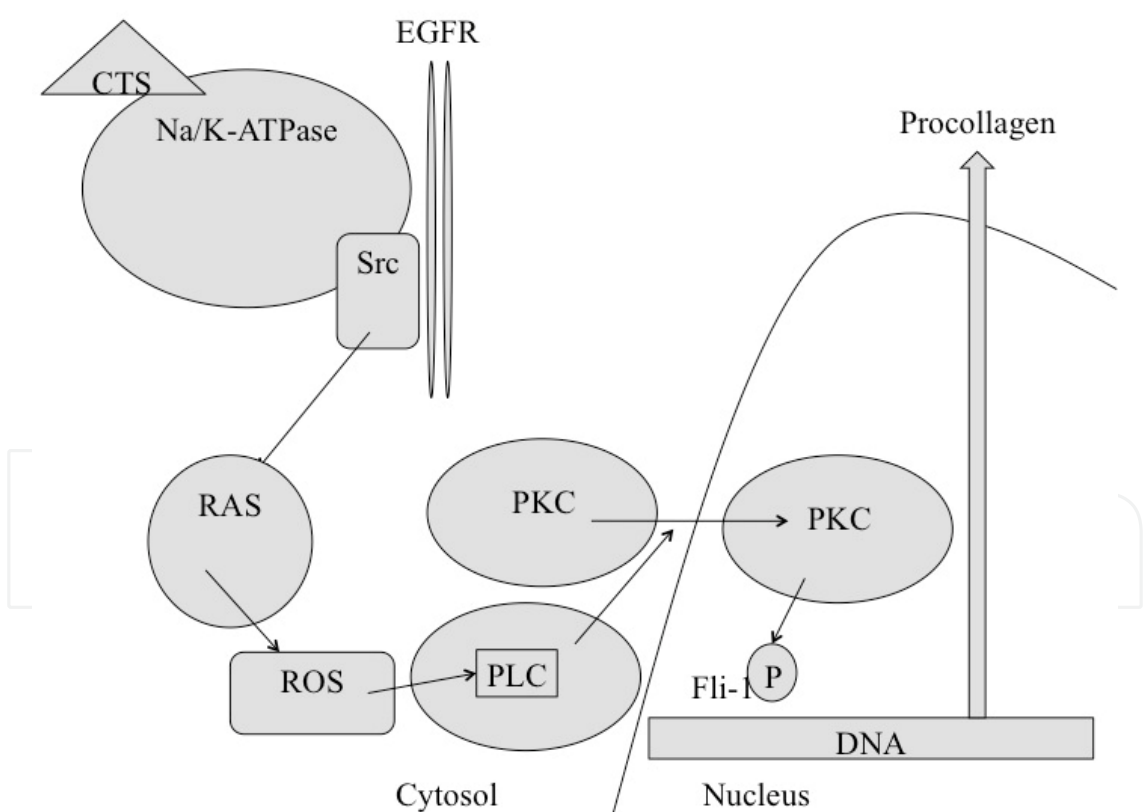 EGFR
CTS
Na/K-ATPase
Procollagen
Src
RAS
PKC
PKC
ROS
PLC
Fli-1
P
DNA
Cytosol
Nucleus